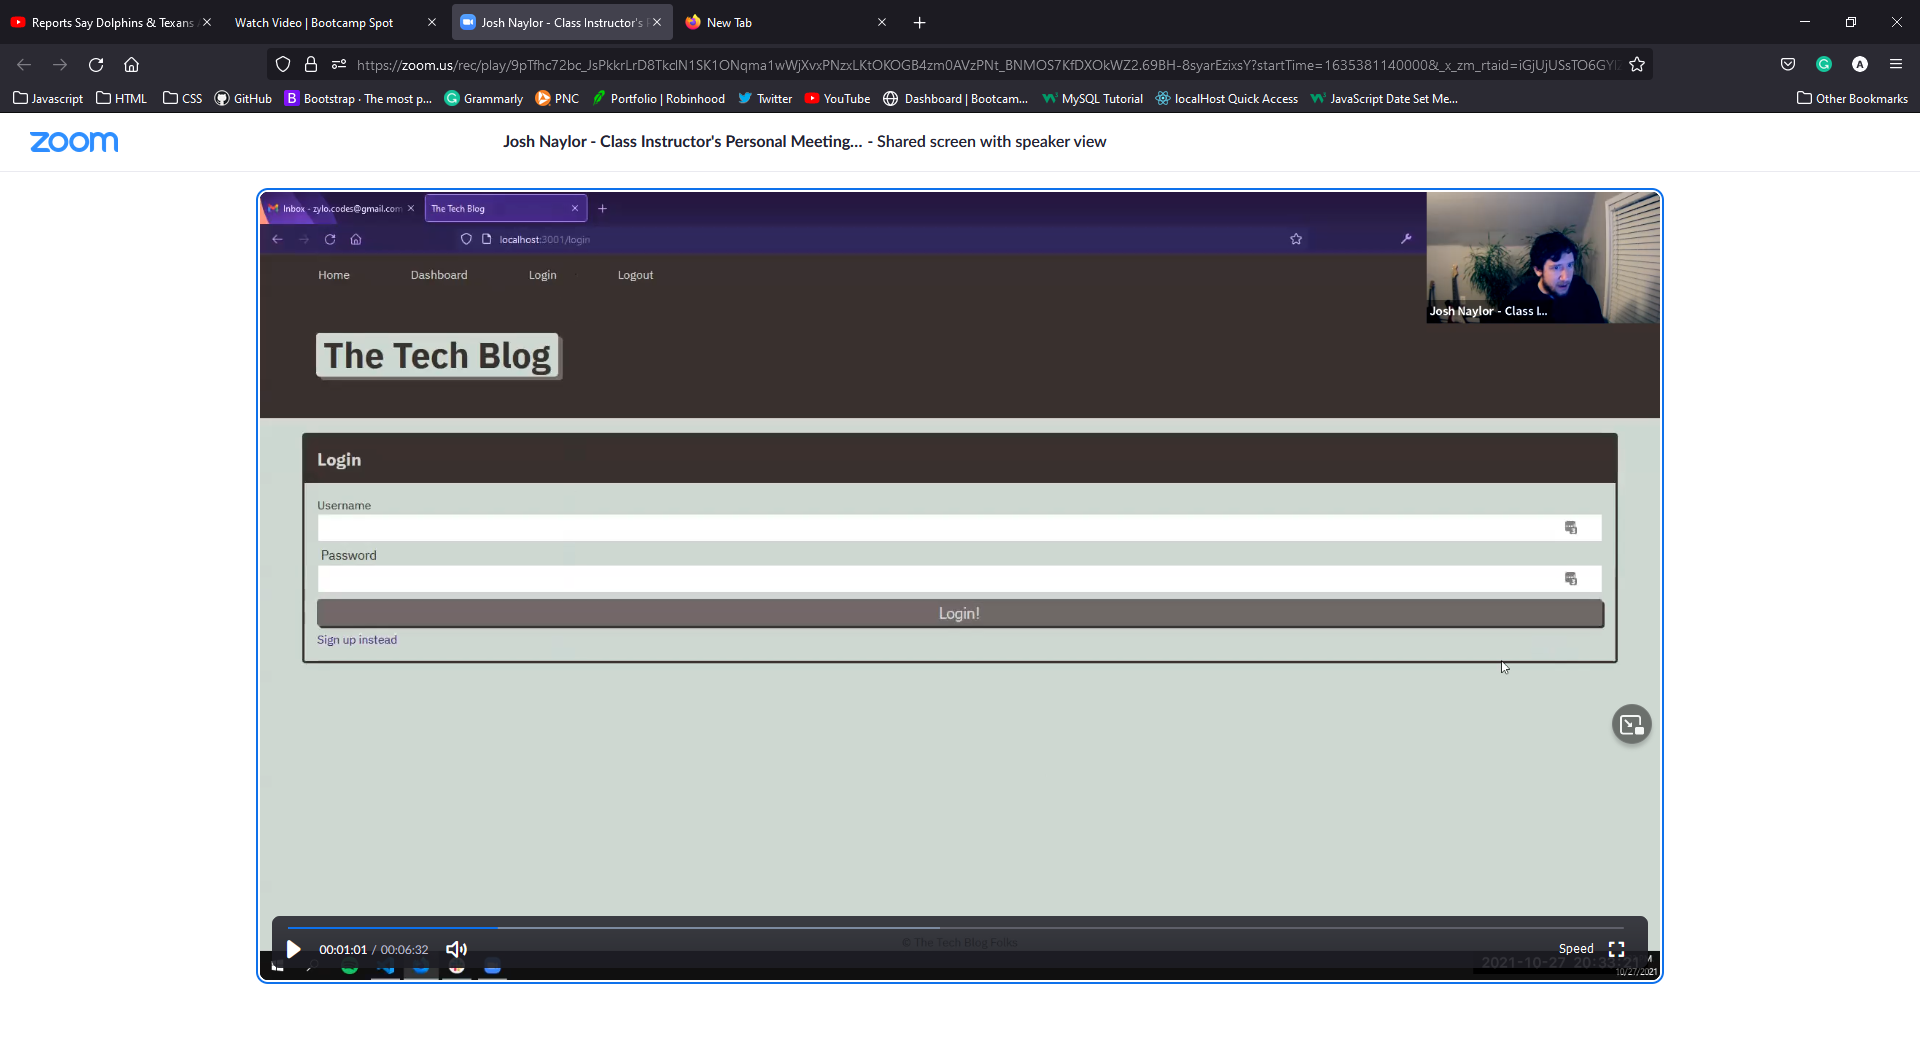 Reports Say Dolphins & Texans
Watch Video | Bootcamp Spot
Josh Naylor - Class Instructor's
New Tab
https://zoom.us/rec/play/9pTfhc72bc_JsPkkrLrD8TkclN1SK1ONqma1wWjXvxPNzxLKtOKOGB4zm0AVzPNt_BNMOS7KfDXOkWZ2.69BH-8syarEzixsY?startTime=1635381140000&_x_zm_rtaid=iGjUjUSsTO6GYl
Javascript
HTML
CSS
GitHub
Bootstrap · The most p...
Grammarly
PNC
Portfolio | Robinhood
Twitter
YouTube
Dashboard | Bootcam...
MySQL Tutorial
localHost Quick Access
JavaScript Date Set Me...
Other Bookmarks
zoom
Josh Naylor - Class Instructor's Personal Meeting... - Shared screen with speaker view
Inbox - zylo.codes@gmail.com
The Tech Blog
localhost:3001/login
Home
Dashboard
Login
Logout
Josh Naylor - Class I...
The Tech Blog
Login
Username
Password
Login!
Sign up instead
© The Tech Blog Folks
00:01:01 / 00:06:32
Speed
2021-10-27 20:33:21
10/27/2021